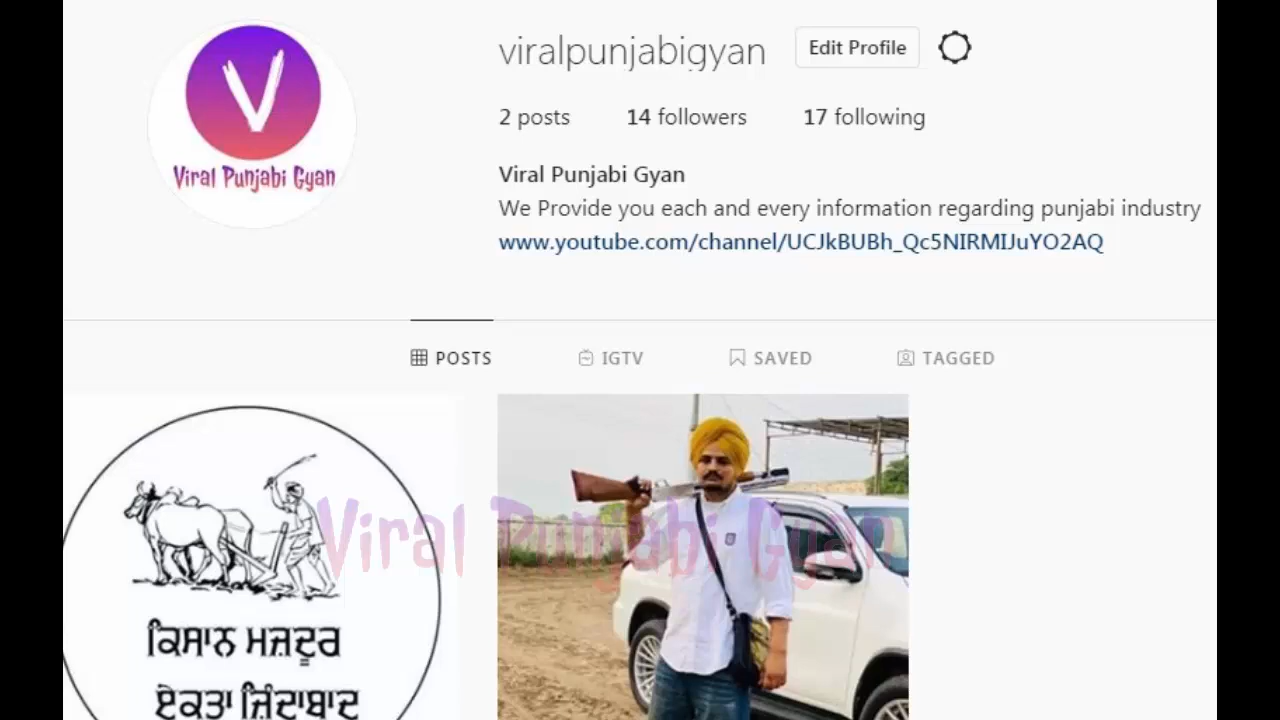 V
Viral Punjabi Gyan
viralpunjabigyan
Edit Profile
2 posts 14 followers 17 following
Viral Punjabi Gyan
We Provide you each and every information regarding punjabi industry
www.youtube.com/channel/UCJkBUBh_Qc5NIRMIJuYO2AQ
POSTS IGTV SAVED TAGGED
Viral Punjabi Gyan
ਕਿਸਾਨ ਮਜ਼ਦੂਰ
ਏਕਤਾ ਜ਼ਿੰਦਾਬਾਦ